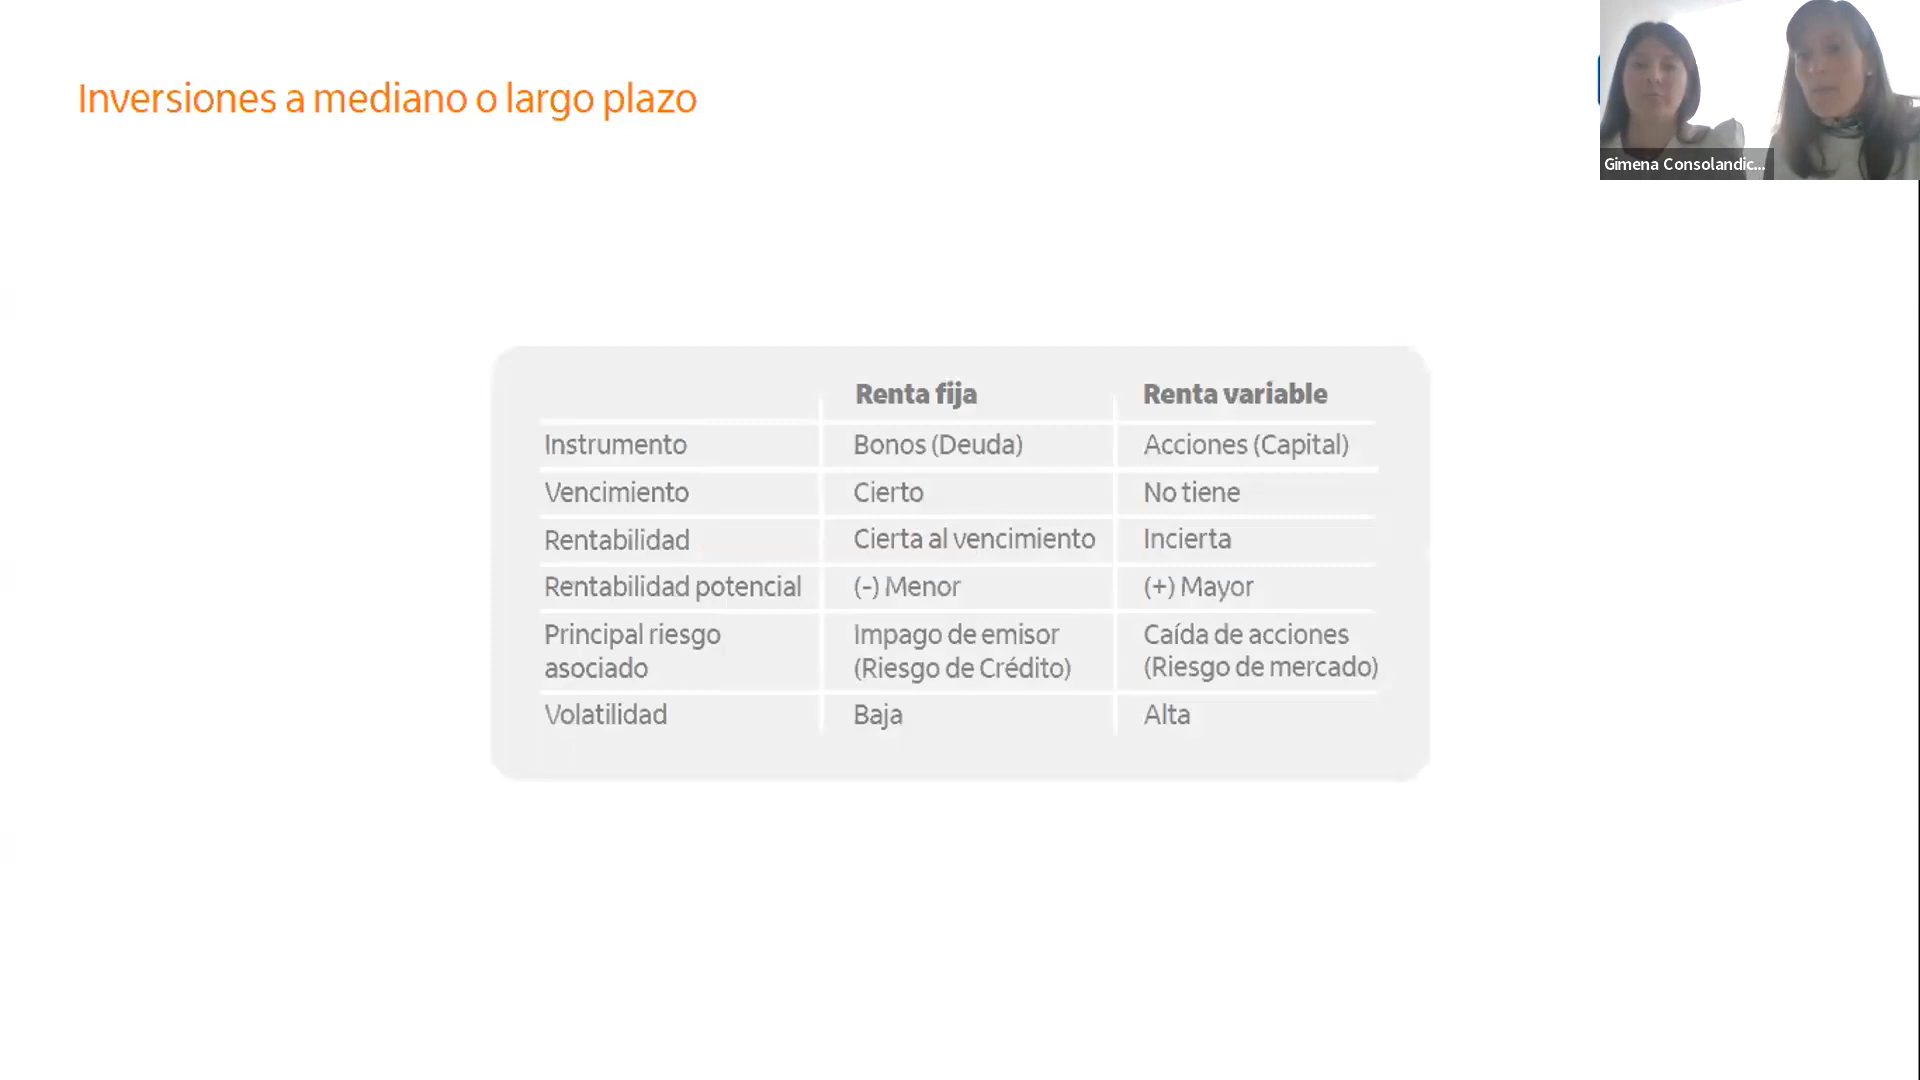 Inversiones a mediano o largo plazo
Gimena Consolandic...
Renta fija Renta variable
Instrumento Bonos (Deuda) Acciones (Capital)
Vencimiento Cierto No tiene
Rentabilidad Cierta al vencimiento Incierta
Rentabilidad potencial (-) Menor (+) Mayor
Principal riesgo Impago de emisor Caída de acciones
asociado (Riesgo de Crédito) (Riesgo de mercado)
Volatilidad Baja Alta